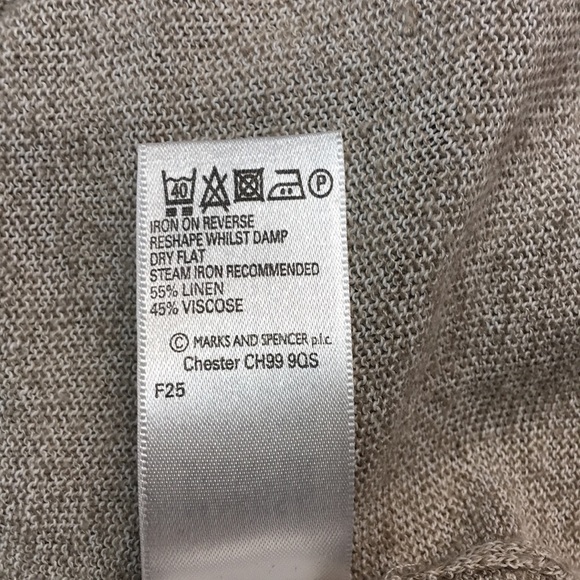 40 P
IRON ON REVERSE
RESHAPE WHILST DAMP
DRY FLAT
STEAM IRON RECOMMENDED
55% LINEN
45% VISCOSE
© MARKS AND SPENCER p.l.c.
Chester CH99 9QS
F25